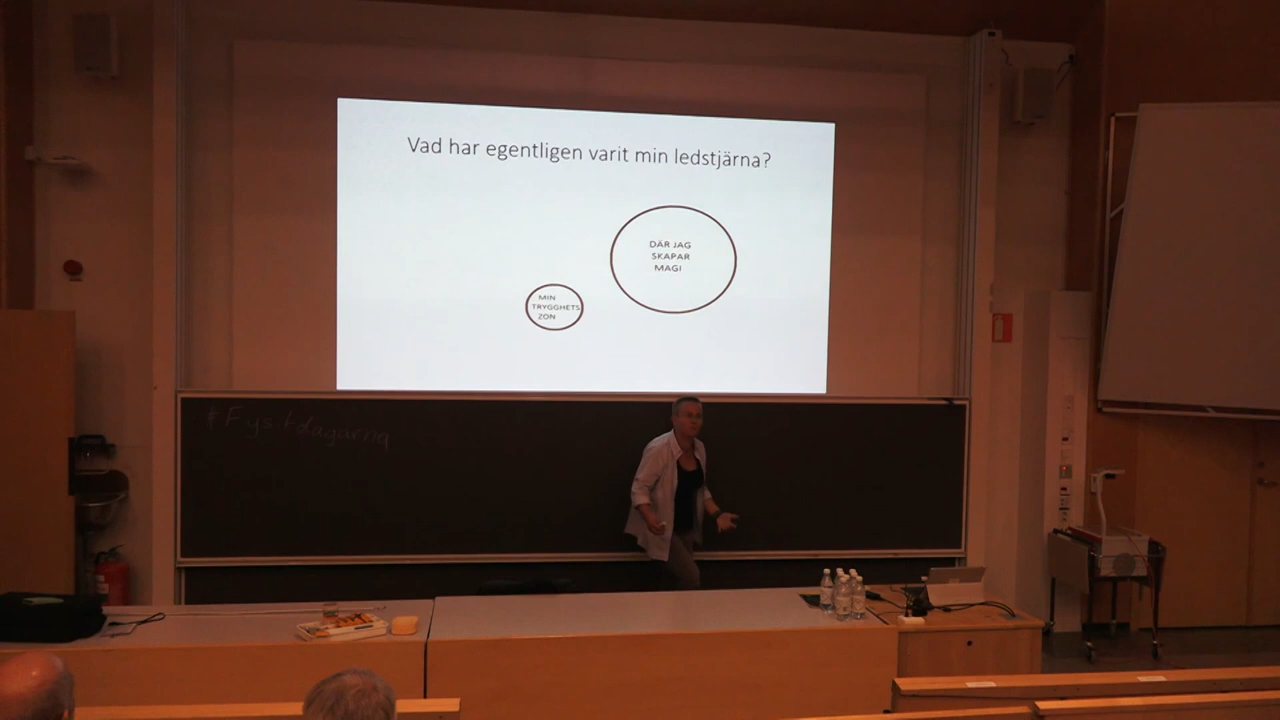 Vad har egentligen varit min ledstjärna?
DÄR JAG
SKAPAR
MAGI
MIN
TRYGGHETS
ZON
#Fysikdagarna